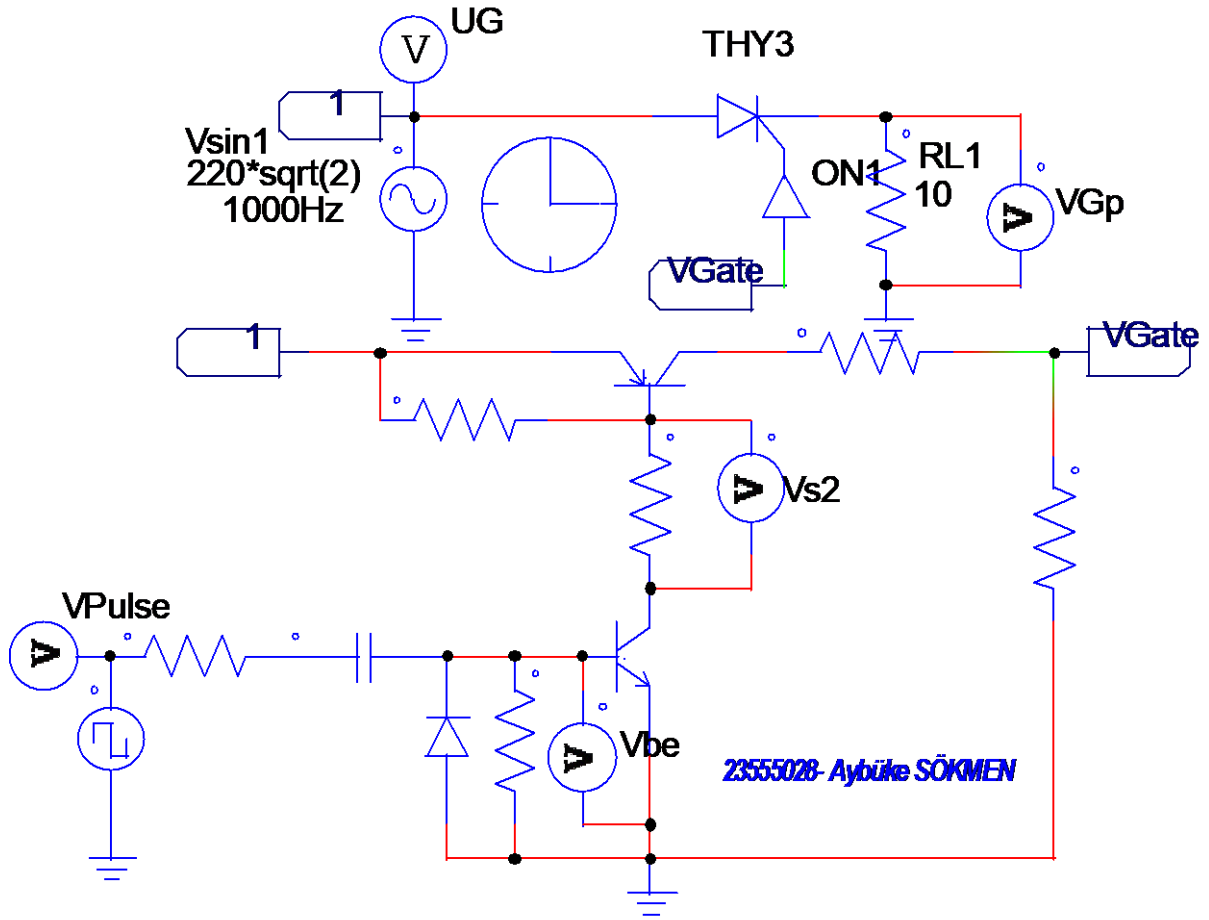 UG
V
THY3
1
Vsin1
220*sqrt(2)
1000Hz
ON1
RL1
10
V
VGp
VGate
1
VGate
V
Vs2
VPulse
V
V
Vbe
23555028- Aybüke SÖKMEN